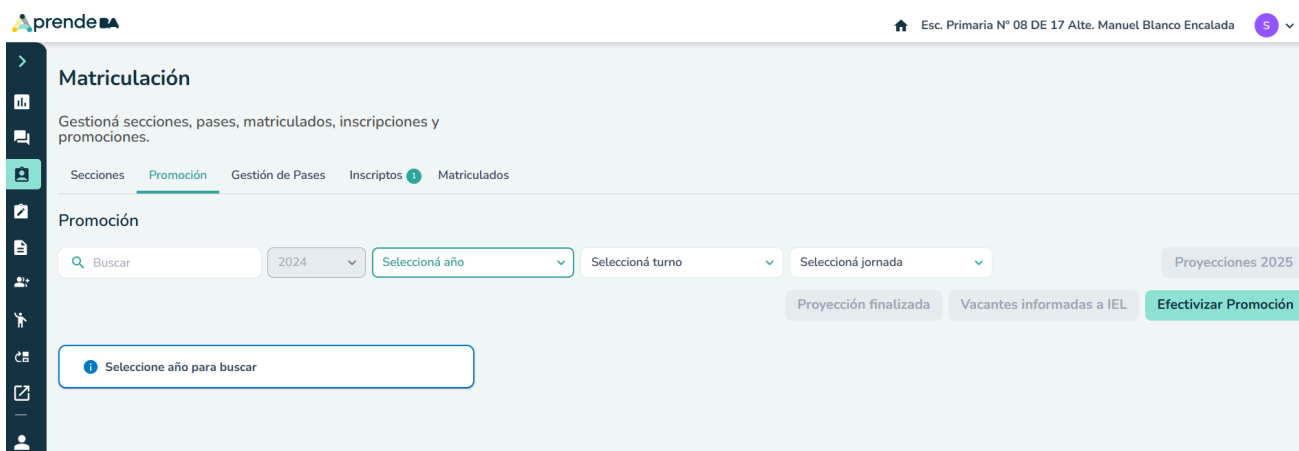 Aprende BA
Esc. Primaria N° 08 DE 17 Alte. Manuel Blanco Encalada
S
Matriculación
Gestioná secciones, pases, matriculados, inscripciones y
promociones.
Secciones Promoción Gestión de Pases Inscriptos 1 Matriculados
Promoción
Buscar 2024 Seleccioná año Seleccioná turno Seleccioná jornada Proyecciones 2025
Proyección finalizada Vacantes informadas a IEL Efectivizar Promoción
Seleccione año para buscar